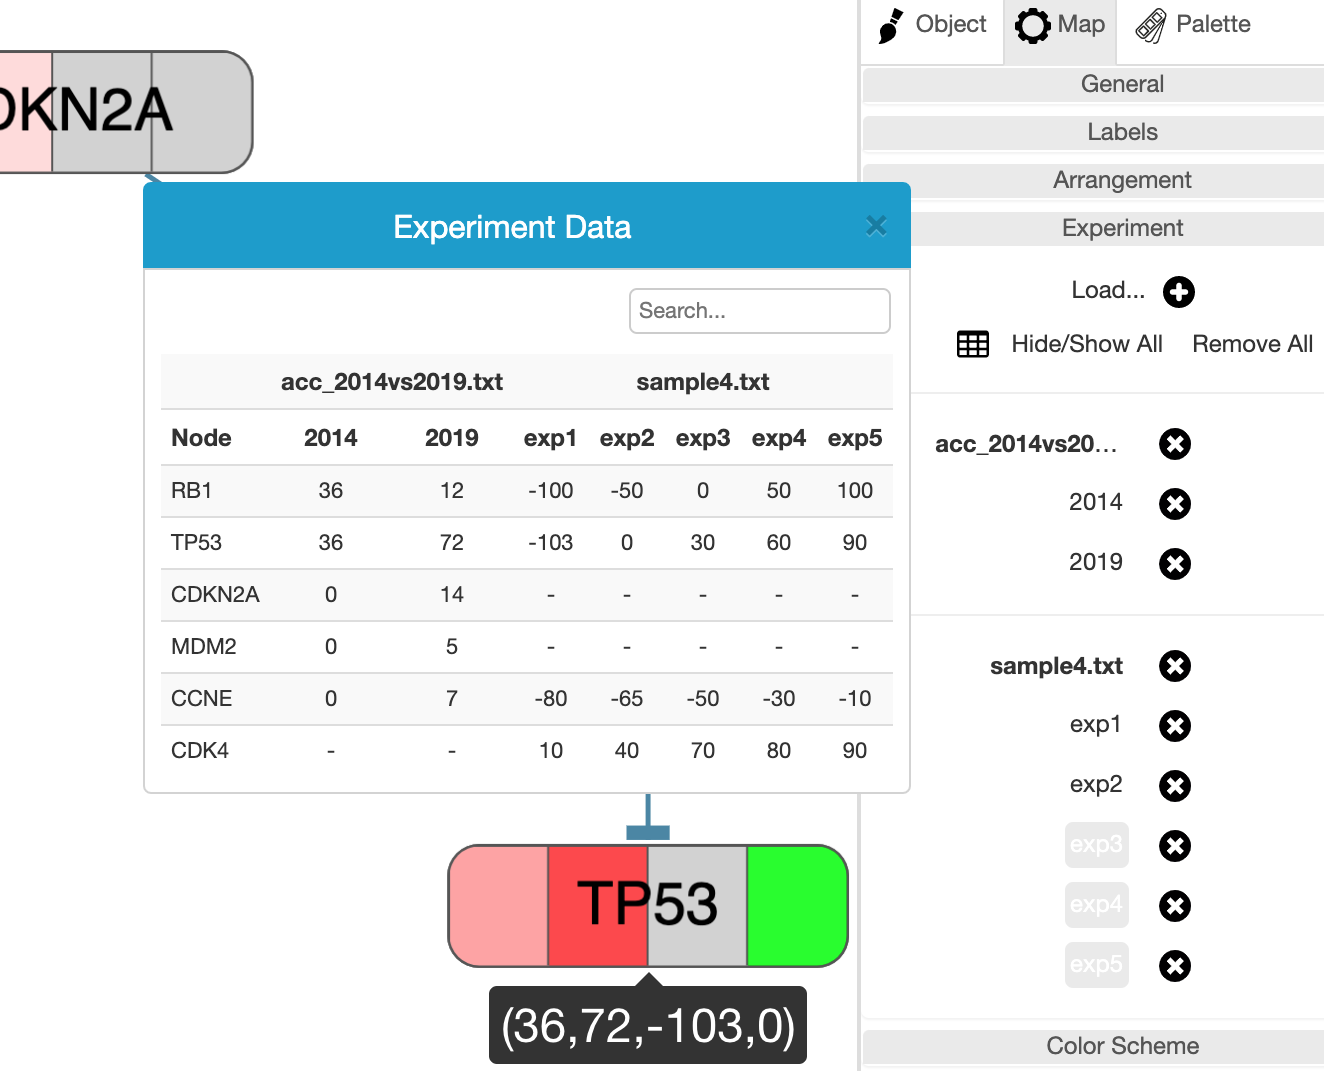 Object Map Palette
General
Labels
Arrangement
Experiment
Load...
Hide/Show All Remove All
acc_2014vs20...
2014
2019
sample4.txt
exp1
exp2
exp3
exp4
exp5
Color Scheme
DKN2A
Experiment Data
Search...
acc_2014vs2019.txt sample4.txt
Node 2014 2019 exp1 exp2 exp3 exp4 exp5
RB1 36 12 -100 -50 0 50 100
TP53 36 72 -103 0 30 60 90
CDKN2A 0 14 - - - - -
MDM2 0 5 - - - - -
CCNE 0 7 -80 -65 -50 -30 -10
CDK4 - - 10 40 70 80 90
TP53
(36,72,-103,0)